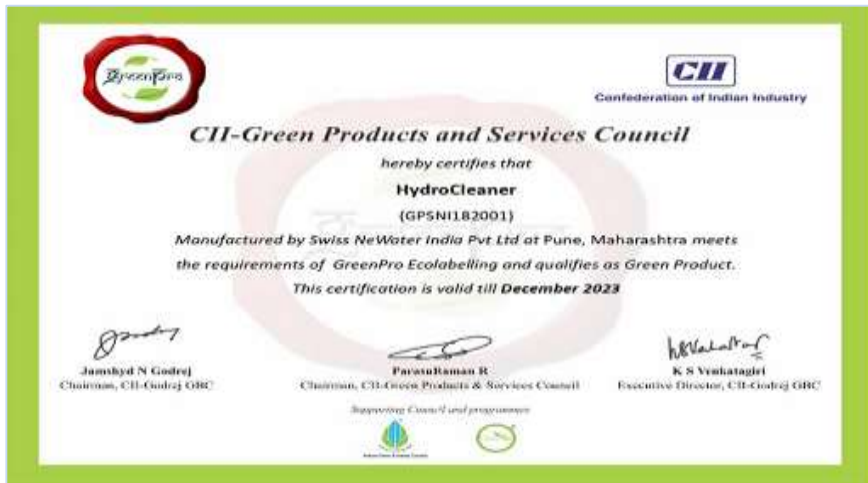 GreenPro
CII
Confederation of Indian Industry
CII-Green Products and Services Council
hereby certifies that
HydroCleaner
(GPSNI182001)
Manufactured by Swiss NeWater India Pvt Ltd at Pune, Maharashtra meets
the requirements of GreenPro Ecolabelling and qualifies as Green Product.
This certification is valid till December 2023
Jamshyd N Godrej
ParasuRaman R
K S Venkatagiri
Chairman, CII-Godrej GBC
Chairman, CII-Green Products & Services Council
Executive Director, CII-Godrej GBC
Supporting Council and programmes